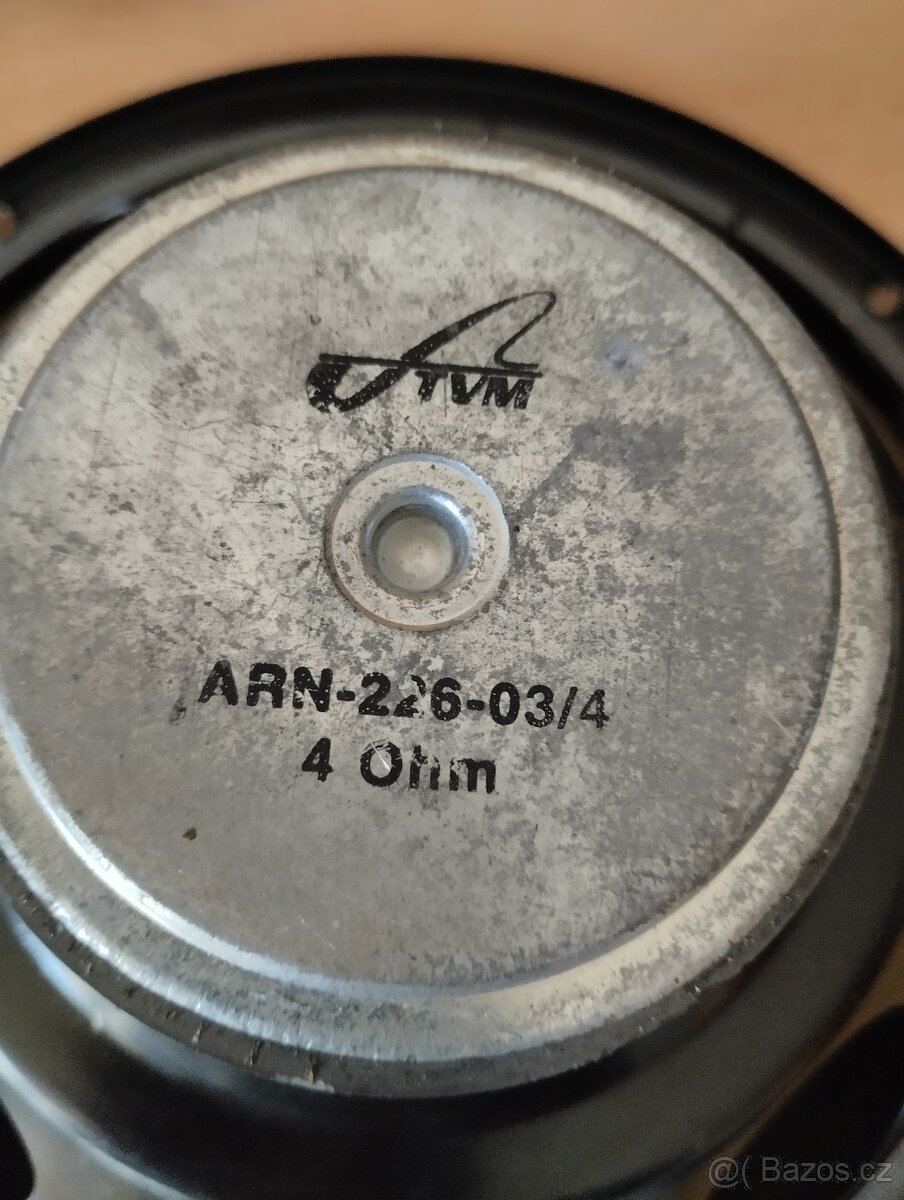 TVM
ARN-226-03/4
4 Ohm
@( Bazos.cz